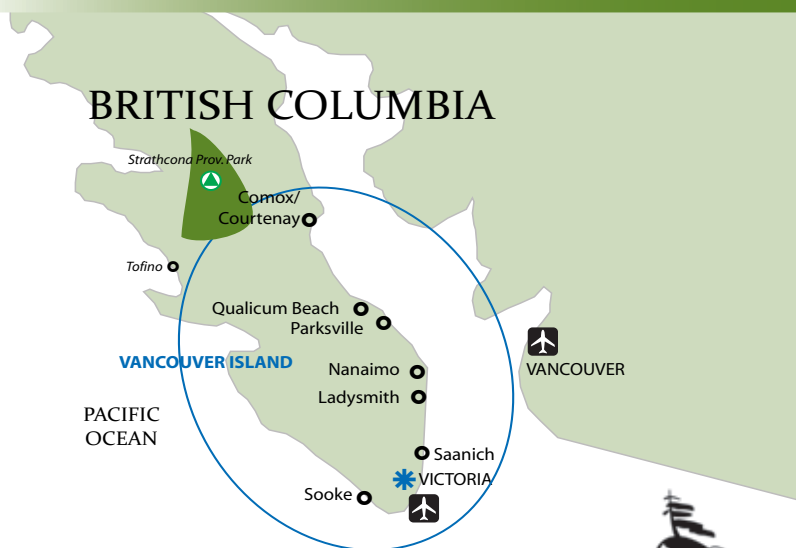 BRITISH COLUMBIA
Strathcona Prov. Park
Comox/
Courtenay
Tofino
Qualicum Beach
Parksville
VANCOUVER ISLAND
Nanaimo
VANCOUVER
Ladysmith
PACIFIC
OCEAN
Saanich
VICTORIA
Sooke